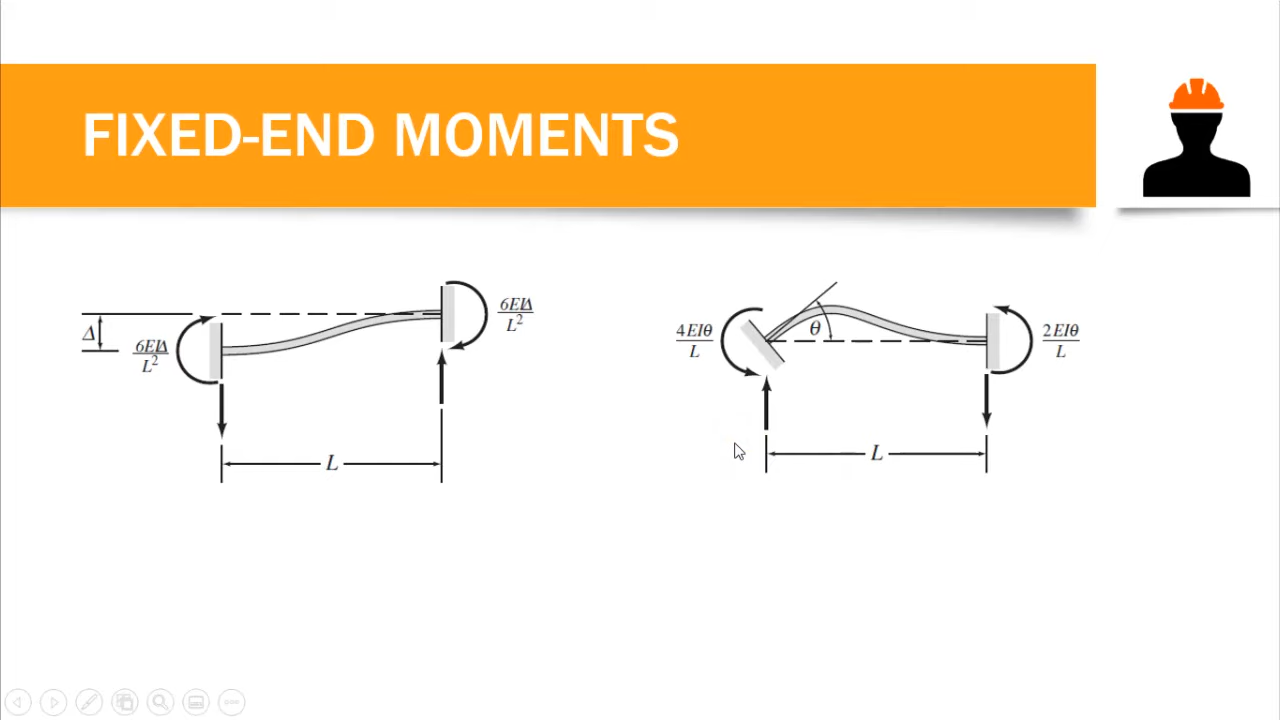 FIXED-END MOMENTS
Δ
6EIΔ
L²
6EIΔ
L²
L
4EIθ
L
θ
2EIθ
L
L